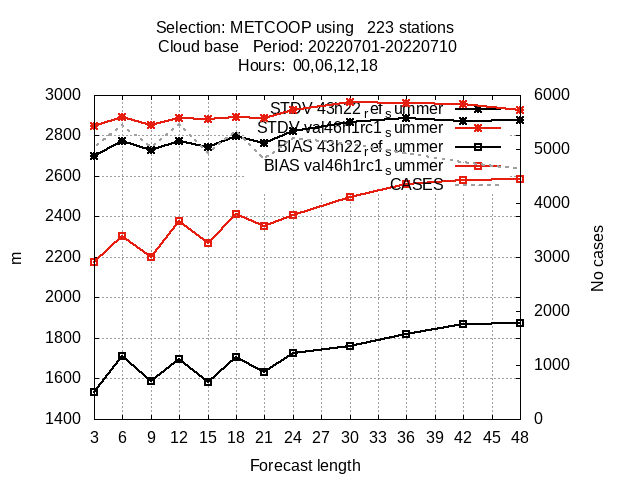 Selection: METCOOP using   223 stations
Cloud base   Period: 20220701-20220710
Hours: 00,06,12,18
3000
2800
2600
2400
2200
2000
1800
1600
1400
6000
5000
4000
3000
2000
1000
0
m
No cases
STDV 43h22_ref_summer
STDV val46h1rc1_summer
BIAS 43h22_ref_summer
BIAS val46h1rc1_summer
CASES
3 6 9 12 15 18 21 24 27 30 33 36 39 42 45 48
Forecast length